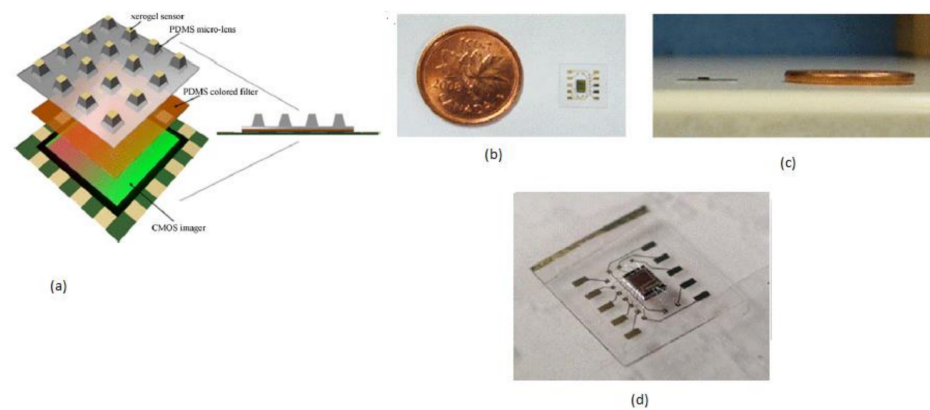 xerogel sensor
PDMS micro-lens
PDMS colored filter
CMOS imager
(a)
(b)
(c)
(d)